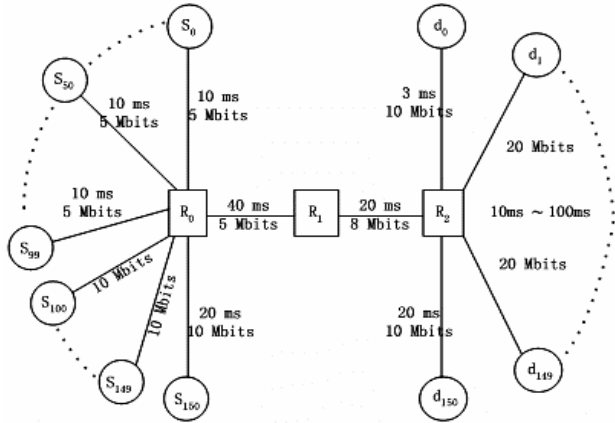 S0
d0
d1
S50
10 ms
5 Mbits
10 ms
5 Mbits
3 ms
10 Mbits
20 Mbits
10 ms
5 Mbits
R0
40 ms
5 Mbits
R1
20 ms
8 Mbits
R2
10ms ~ 100ms
S99
10 Mbits
S100
10 Mbits
20 ms
10 Mbits
20 ms
10 Mbits
20 Mbits
S149
S150
d150
d149